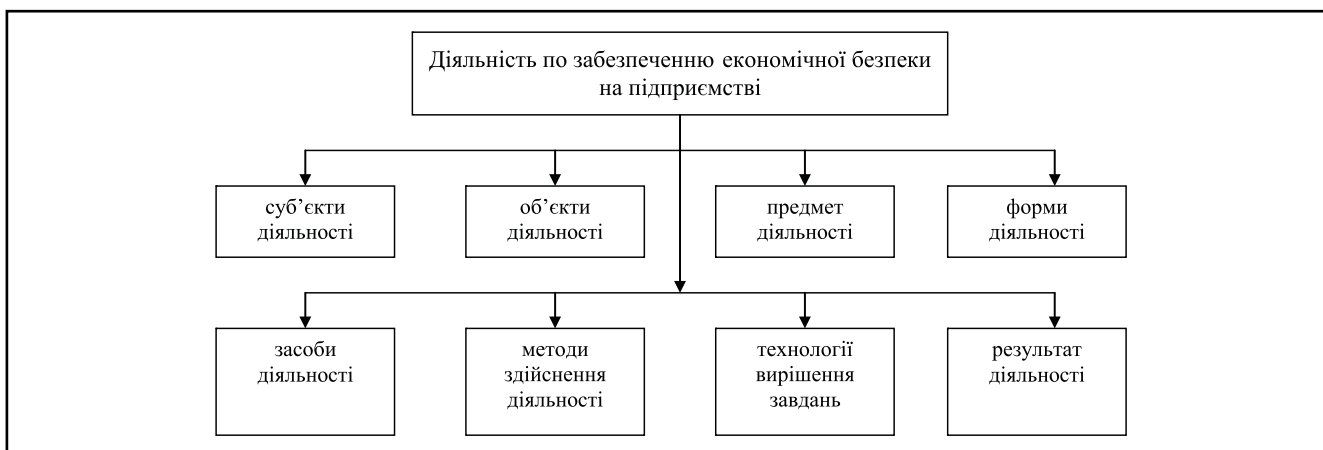 Діяльність по забезпеченню економічної безпеки
на підприємстві
суб’єкти
діяльності
об’єкти
діяльності
предмет
діяльності
форми
діяльності
засоби
діяльності
методи
здійснення
діяльності
технології
вирішення
завдань
результат
діяльності